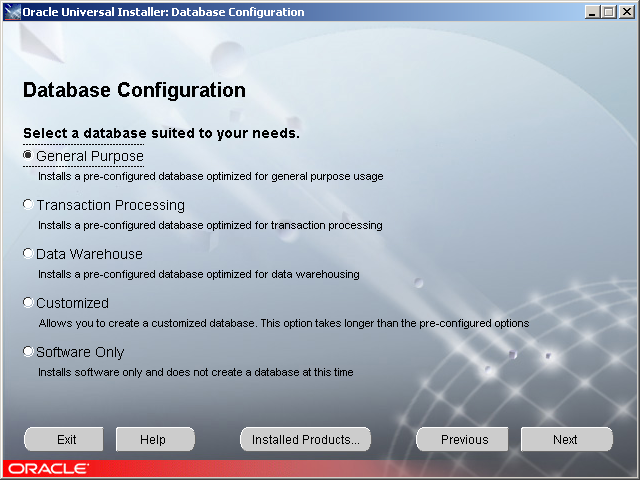 Oracle Universal Installer: Database Configuration
Database Configuration
Select a database suited to your needs.
General Purpose
Installs a pre-configured database optimized for general purpose usage
Transaction Processing
Installs a pre-configured database optimized for transaction processing
Data Warehouse
Installs a pre-configured database optimized for data warehousing
Customized
Allows you to create a customized database. This option takes longer than the pre-configured options
Software Only
Installs software only and does not create a database at this time
Exit Help Installed Products... Previous Next
ORACLE